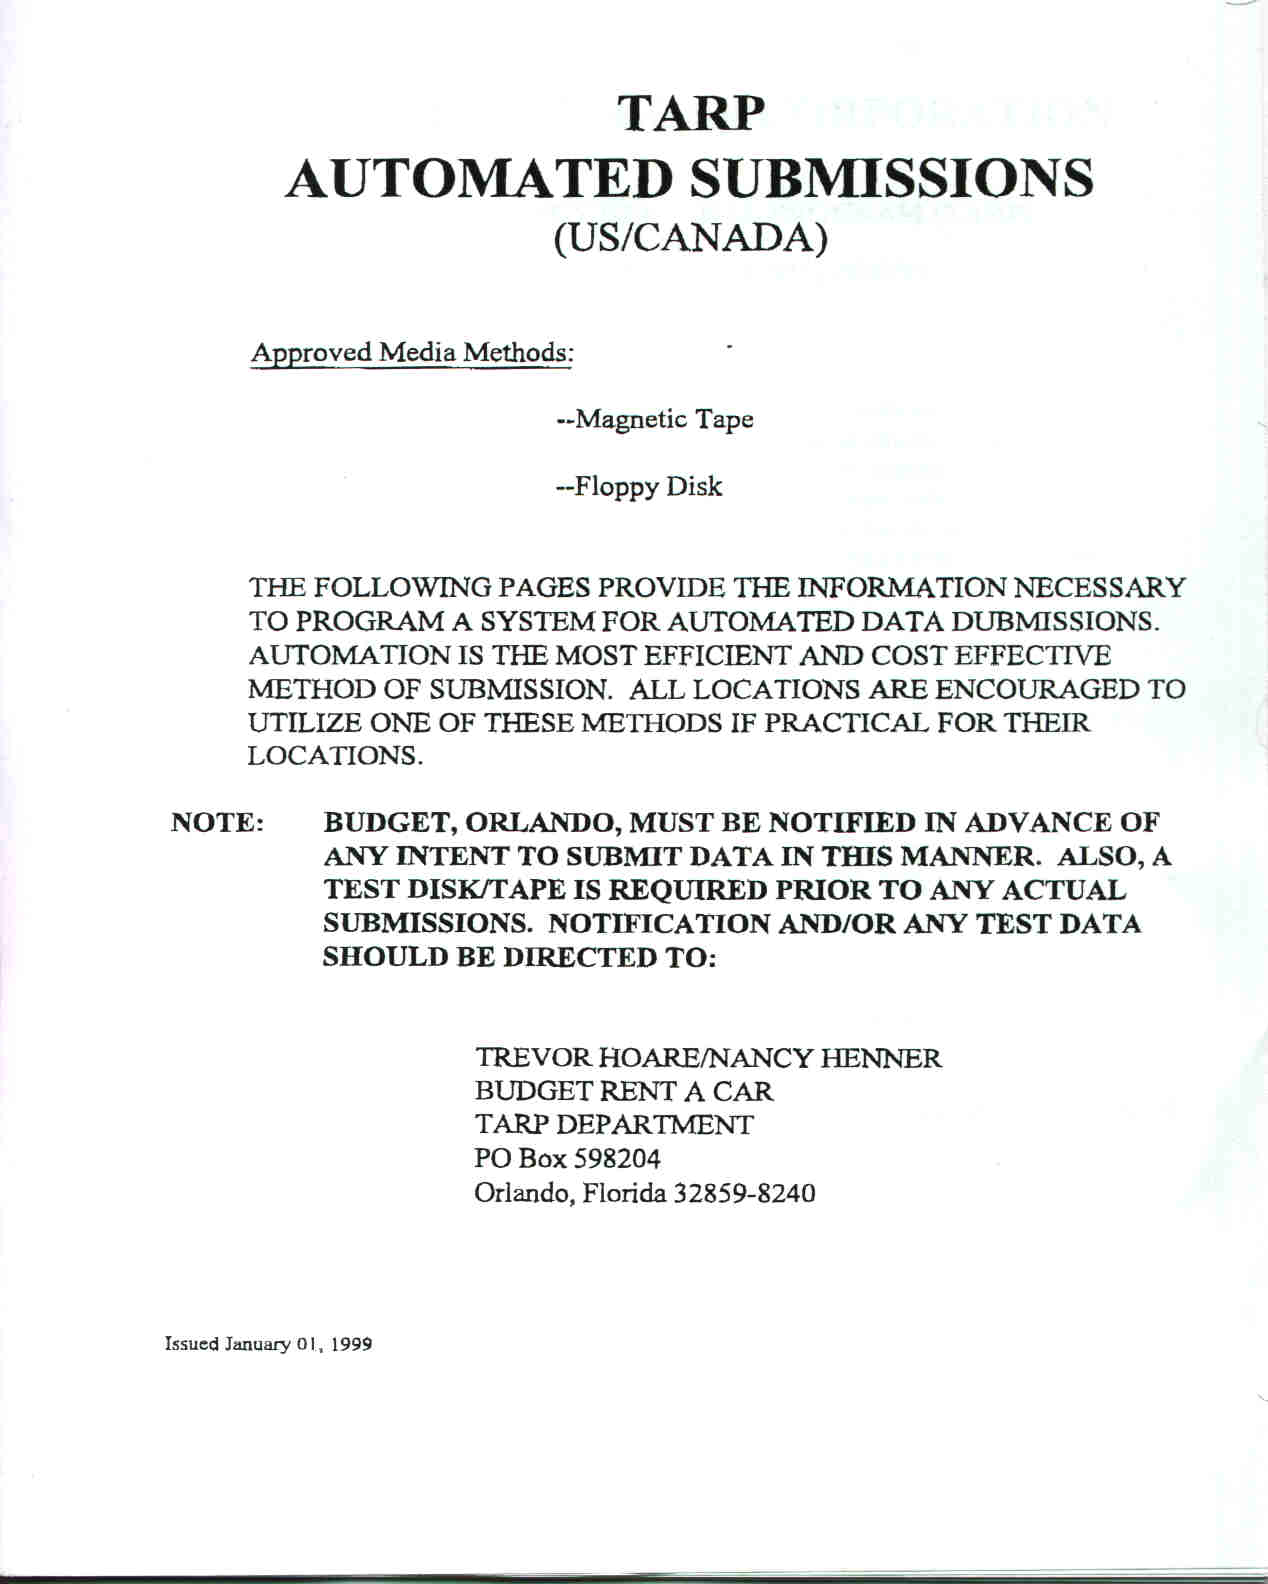 TARP
AUTOMATED SUBMISSIONS
(US/CANADA)
Approved Media Methods:
--Magnetic Tape
--Floppy Disk
THE FOLLOWING PAGES PROVIDE THE INFORMATION NECESSARY
TO PROGRAM A SYSTEM FOR AUTOMATED DATA DUBMISSIONS.
AUTOMATION IS THE MOST EFFICIENT AND COST EFFECTIVE
METHOD OF SUBMISSION. ALL LOCATIONS ARE ENCOURAGED TO
UTILIZE ONE OF THESE METHODS IF PRACTICAL FOR THEIR
LOCATIONS.
NOTE: BUDGET, ORLANDO, MUST BE NOTIFIED IN ADVANCE OF
ANY INTENT TO SUBMIT DATA IN THIS MANNER. ALSO, A
TEST DISK/TAPE IS REQUIRED PRIOR TO ANY ACTUAL
SUBMISSIONS. NOTIFICATION AND/OR ANY TEST DATA
SHOULD BE DIRECTED TO:
TREVOR HOARE/NANCY HENNER
BUDGET RENT A CAR
TARP DEPARTMENT
PO Box 598204
Orlando, Florida 32859-8240
Issued January 01, 1999